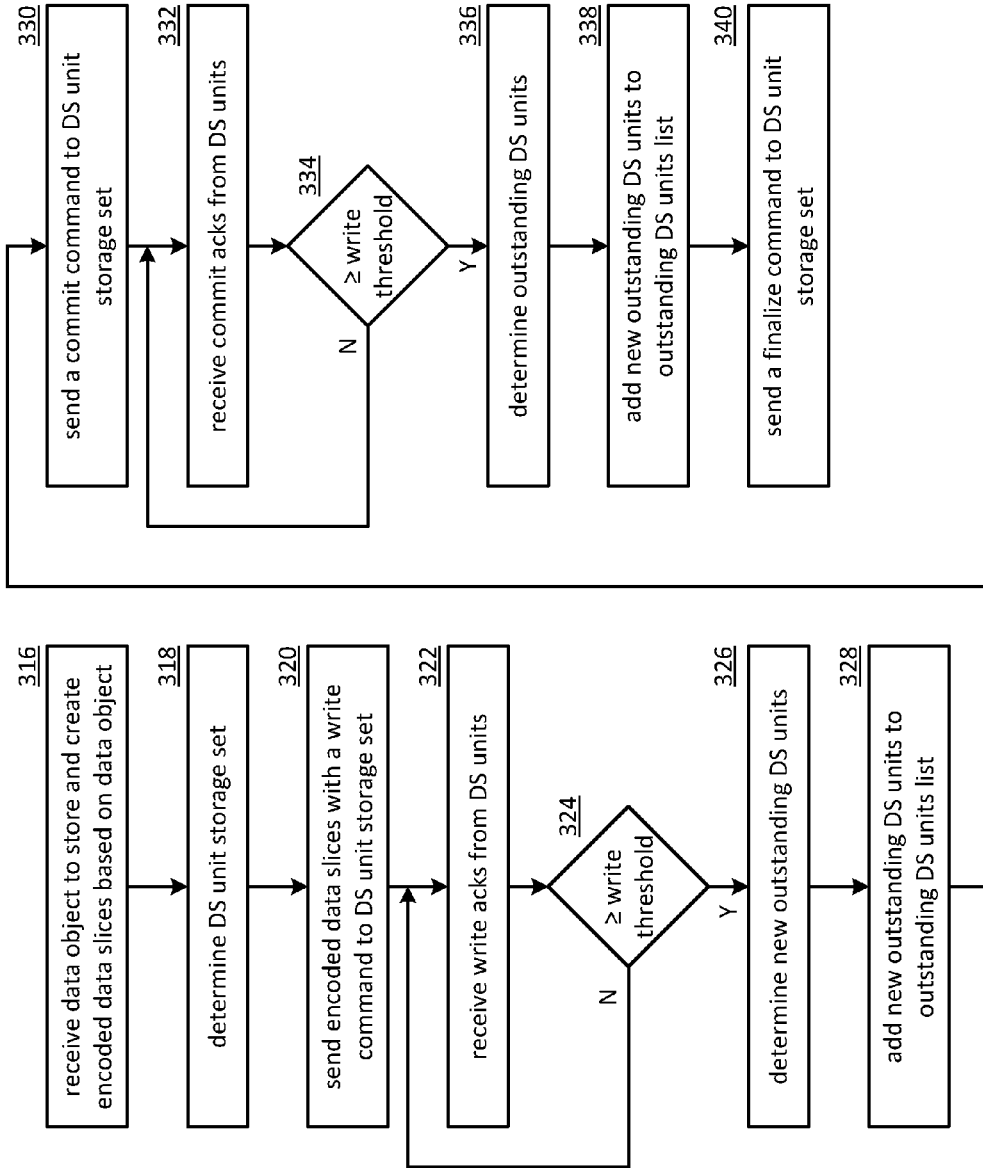 316
receive data object to store and create
encoded data slices based on data object
318
determine DS unit storage set
320
send encoded data slices with a write
command to DS unit storage set
322
receive write acks from DS units
324
≥ write
threshold
N
Y
326
determine new outstanding DS units
328
add new outstanding DS units to
outstanding DS units list
330
send a commit command to DS unit
storage set
332
receive commit acks from DS units
334
≥ write
threshold
N
Y
336
determine outstanding DS units
338
add new outstanding DS units to
outstanding DS units list
340
send a finalize command to DS unit
storage set